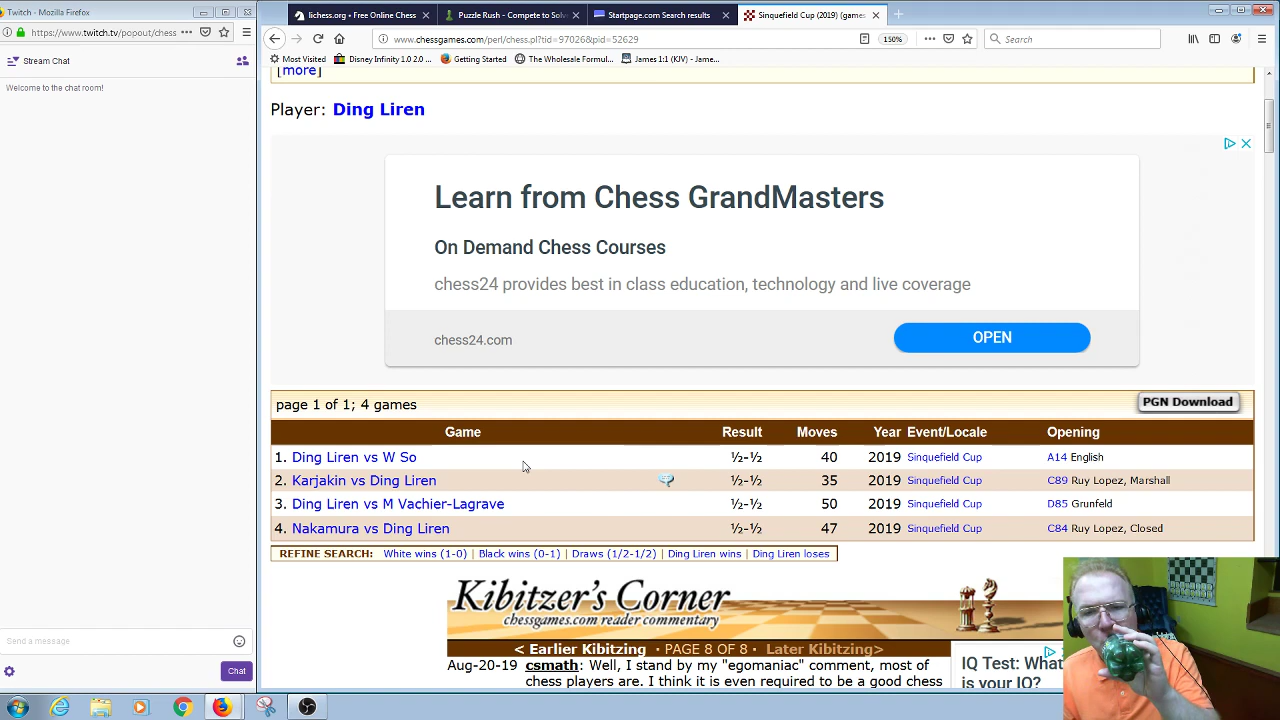 Twitch - Mozilla Firefox
https://www.twitch.tv/popout/chess
Stream Chat
Welcome to the chat room!
Send a message
Chat
lichess.org • Free Online Chess
Puzzle Rush - Compete to Solve
Startpage.com Search results
Sinquefield Cup (2019) (games
www.chessgames.com/perl/chess.pl?tid=97026&pid=52629
150%
Search
Most Visited
Disney Infinity 1.0 2.0 ...
Getting Started
The Wholesale Formul...
James 1:1 (KJV) - Jame...
[more]
Player: Ding Liren
Learn from Chess GrandMasters
On Demand Chess Courses
chess24 provides best in class education, technology and live coverage
chess24.com
OPEN
page 1 of 1; 4 games
PGN Download
Game Result Moves Year Event/Locale Opening
1. Ding Liren vs W So ½-½ 40 2019 Sinquefield Cup A14 English
2. Karjakin vs Ding Liren ½-½ 35 2019 Sinquefield Cup C89 Ruy Lopez, Marshall
3. Ding Liren vs M Vachier-Lagrave ½-½ 50 2019 Sinquefield Cup D85 Grunfeld
4. Nakamura vs Ding Liren ½-½ 47 2019 Sinquefield Cup C84 Ruy Lopez, Closed
REFINE SEARCH: White wins (1-0) | Black wins (0-1) | Draws (1/2-1/2) | Ding Liren wins | Ding Liren loses
Kibitzer's Corner
chessgames.com reader commentary
< Earlier Kibitzing · PAGE 8 OF 8 · Later Kibitzing>
Aug-20-19 csmath: Well, I stand by my "egomaniac" comment, most of
chess players are. I think it is even required to be a good chess
IQ Test: What
is your IQ?